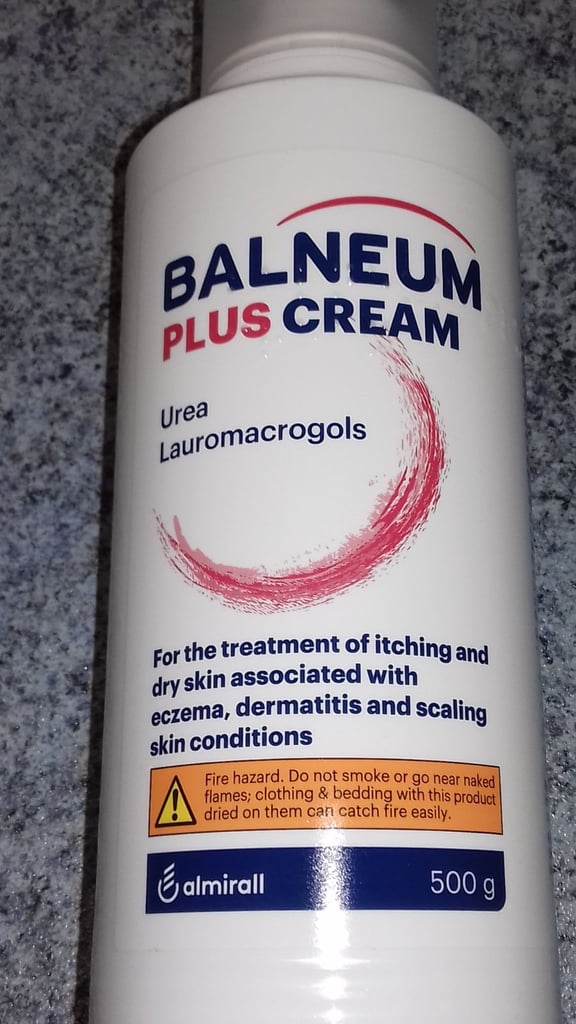 BALNEUM
PLUS CREAM
Urea
Lauromacrogols
For the treatment of itching and
dry skin associated with
eczema, dermatitis and scaling
skin conditions
Fire hazard. Do not smoke or go near naked
flames; clothing & bedding with this product
dried on them can catch fire easily.
almirall
500 g